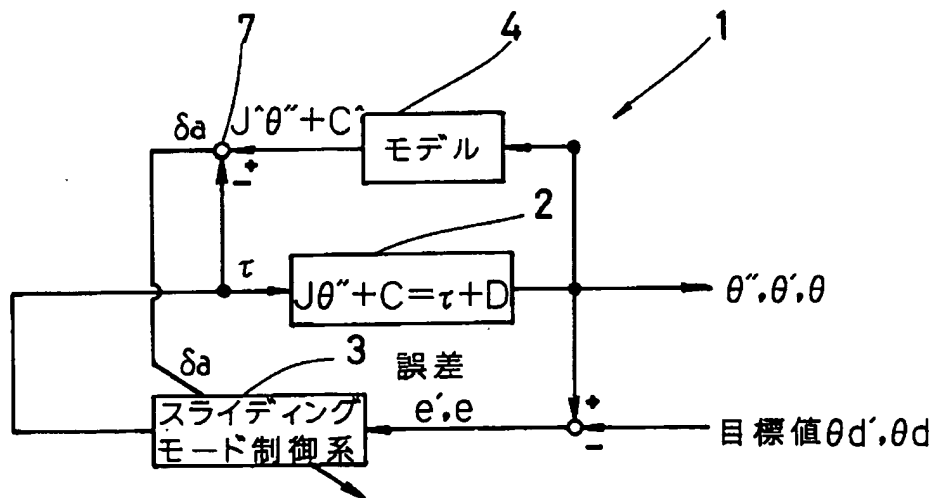 7
4
1
δa
J^θ″+C^
モデル
+
−
2
τ
Jθ″+C=τ+D
θ″,θ′,θ
δa
3
誤差
e′,e
スライディング
モード制御系
+
−
目標値θd′,θd